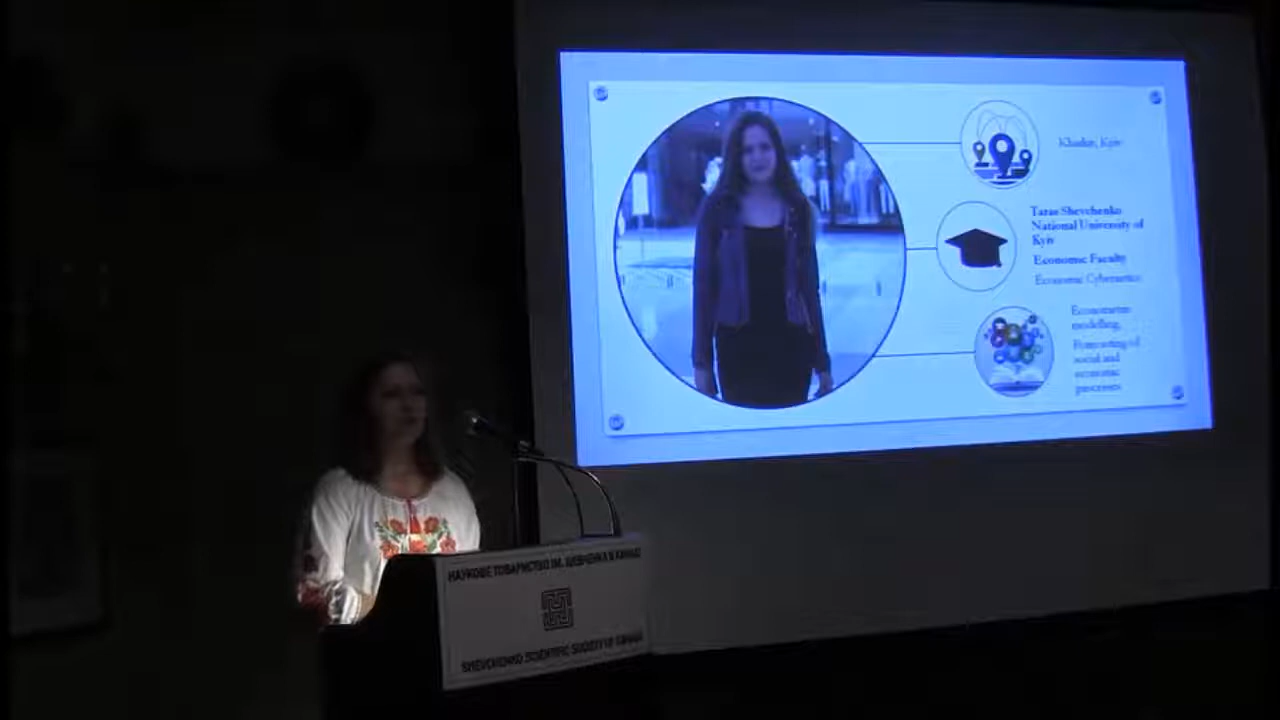 Kharkiv, Kyiv
Taras Shevchenko
National University of
Kyiv
Economic Faculty
Economic Cybernetics
Econometric
modelling,
Forecasting of
social and
economic
processes
НАУКОВЕ ТОВАРИСТВО ІМ. ШЕВЧЕНКА В КАНАДІ
SHEVCHENKO SCIENTIFIC SOCIETY OF CANADA